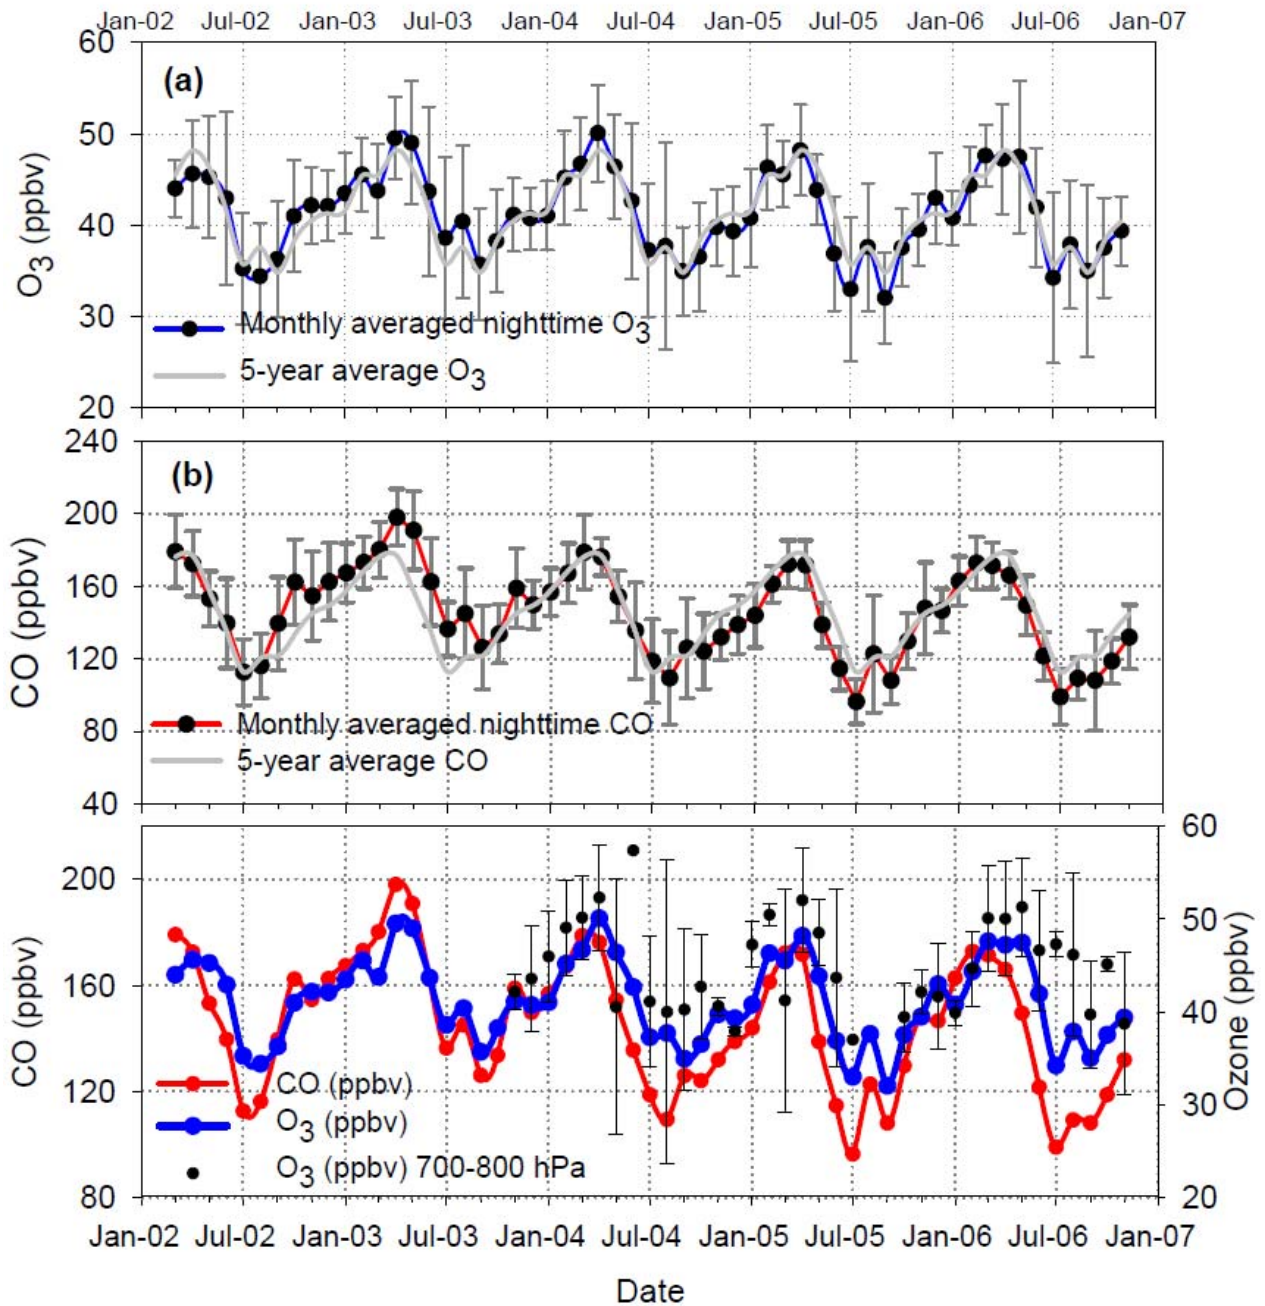 Jan-02 Jul-02 Jan-03 Jul-03 Jan-04 Jul-04 Jan-05 Jul-05 Jan-06 Jul-06 Jan-07
60
(a)
50
40
O3 (ppbv)
30
Monthly averaged nighttime O3
5-year average O3
20
240
(b)
200
160
CO (ppbv)
120
Monthly averaged nighttime CO
80
5-year average CO
40
60
200
50
160
40
CO (ppbv)
Ozone (ppbv)
CO (ppbv)
120
30
O3 (ppbv)
O3 (ppbv) 700-800 hPa
80
20
Jan-02 Jul-02 Jan-03 Jul-03 Jan-04 Jul-04 Jan-05 Jul-05 Jan-06 Jul-06 Jan-07
Date